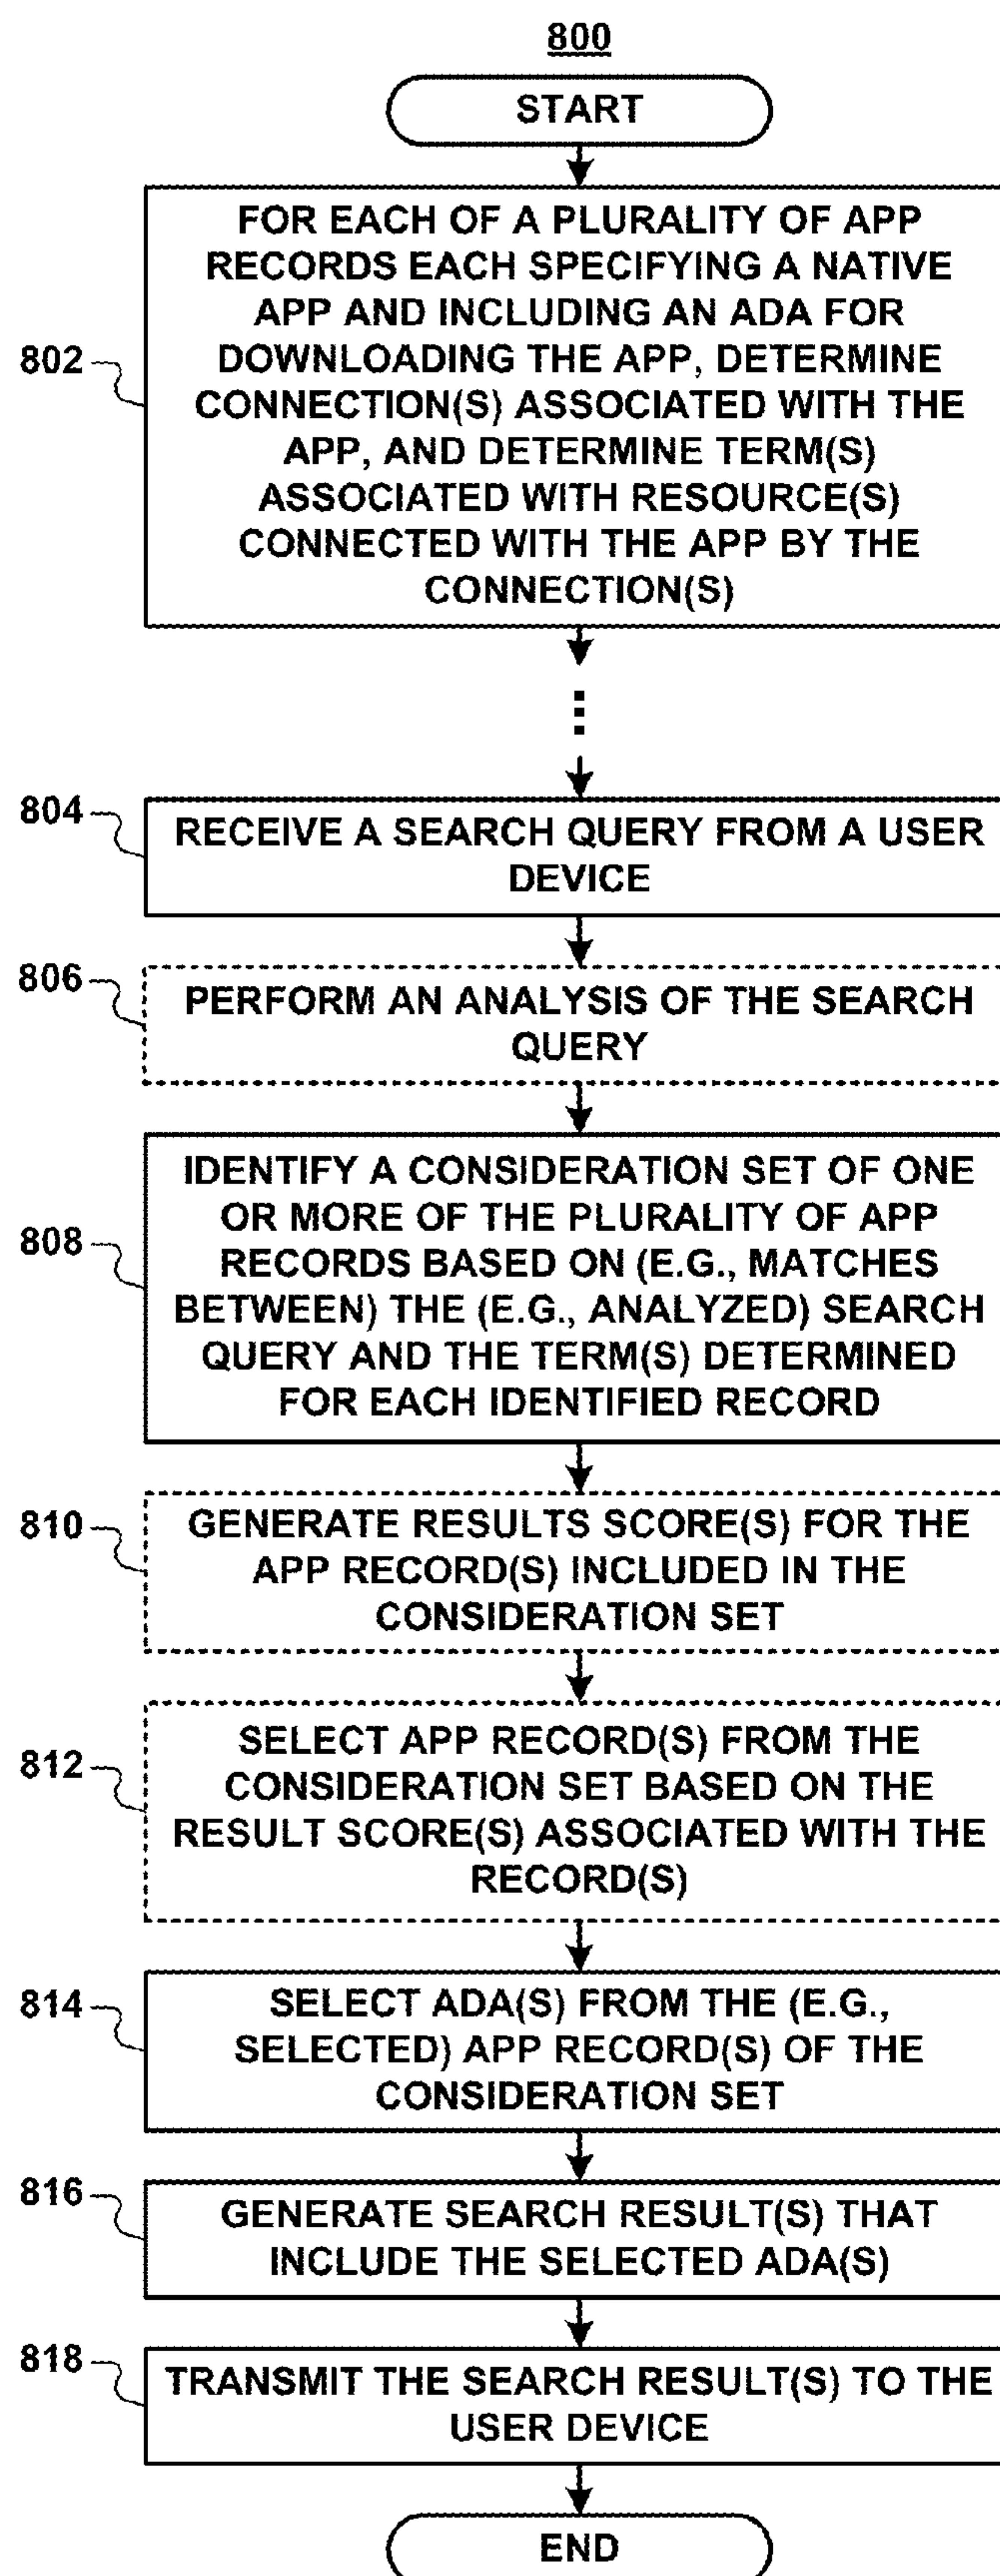 800
START
802
FOR EACH OF A PLURALITY OF APP
RECORDS EACH SPECIFYING A NATIVE
APP AND INCLUDING AN ADA FOR
DOWNLOADING THE APP, DETERMINE
CONNECTION(S) ASSOCIATED WITH THE
APP, AND DETERMINE TERM(S)
ASSOCIATED WITH RESOURCE(S)
CONNECTED WITH THE APP BY THE
CONNECTION(S)
804
RECEIVE A SEARCH QUERY FROM A USER
DEVICE
806
PERFORM AN ANALYSIS OF THE SEARCH
QUERY
808
IDENTIFY A CONSIDERATION SET OF ONE
OR MORE OF THE PLURALITY OF APP
RECORDS BASED ON (E.G., MATCHES
BETWEEN) THE (E.G., ANALYZED) SEARCH
QUERY AND THE TERM(S) DETERMINED
FOR EACH IDENTIFIED RECORD
810
GENERATE RESULTS SCORE(S) FOR THE
APP RECORD(S) INCLUDED IN THE
CONSIDERATION SET
812
SELECT APP RECORD(S) FROM THE
CONSIDERATION SET BASED ON THE
RESULT SCORE(S) ASSOCIATED WITH THE
RECORD(S)
814
SELECT ADA(S) FROM THE (E.G.,
SELECTED) APP RECORD(S) OF THE
CONSIDERATION SET
816
GENERATE SEARCH RESULT(S) THAT
INCLUDE THE SELECTED ADA(S)
818
TRANSMIT THE SEARCH RESULT(S) TO THE
USER DEVICE
END